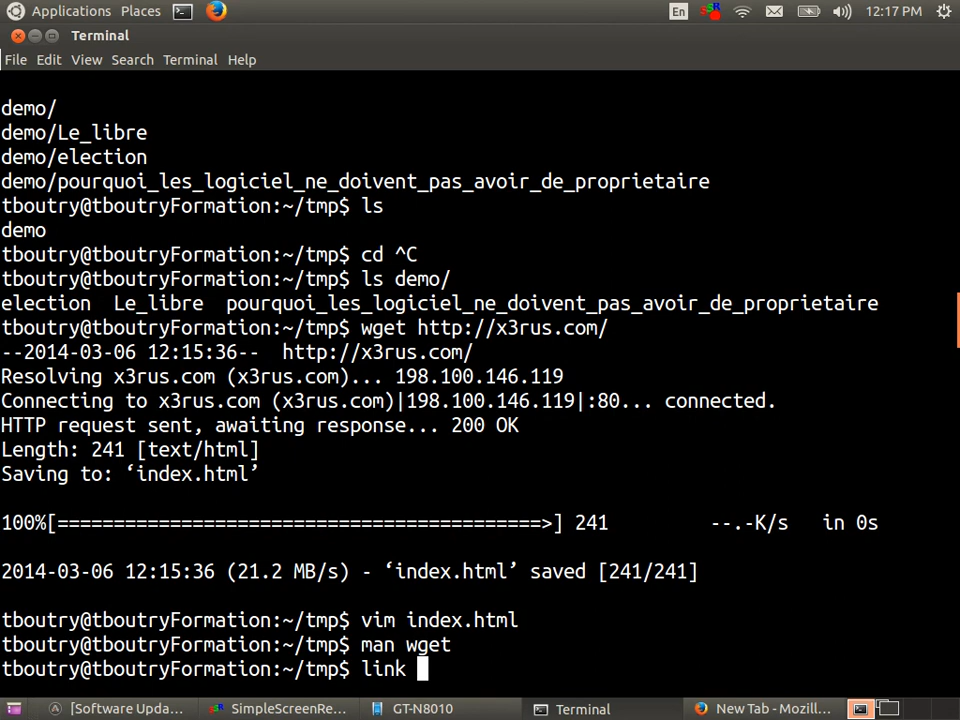 Applications Places En 12:17 PM
Terminal
File Edit View Search Terminal Help
demo/
demo/Le_libre
demo/election
demo/pourquoi_les_logiciel_ne_doivent_pas_avoir_de_proprietaire
tboutry@tboutryFormation:~/tmp$ ls
demo
tboutry@tboutryFormation:~/tmp$ cd ^C
tboutry@tboutryFormation:~/tmp$ ls demo/
election  Le_libre  pourquoi_les_logiciel_ne_doivent_pas_avoir_de_proprietaire
tboutry@tboutryFormation:~/tmp$ wget http://x3rus.com/
--2014-03-06 12:15:36--  http://x3rus.com/
Resolving x3rus.com (x3rus.com)... 198.100.146.119
Connecting to x3rus.com (x3rus.com)|198.100.146.119|:80... connected.
HTTP request sent, awaiting response... 200 OK
Length: 241 [text/html]
Saving to: ‘index.html’
100%[===========================================>] 241         --.-K/s   in 0s
2014-03-06 12:15:36 (21.2 MB/s) - ‘index.html’ saved [241/241]
tboutry@tboutryFormation:~/tmp$ vim index.html
tboutry@tboutryFormation:~/tmp$ man wget
tboutry@tboutryFormation:~/tmp$ link
[Software Upda... SimpleScreenRe... GT-N8010 Terminal New Tab - Mozill...